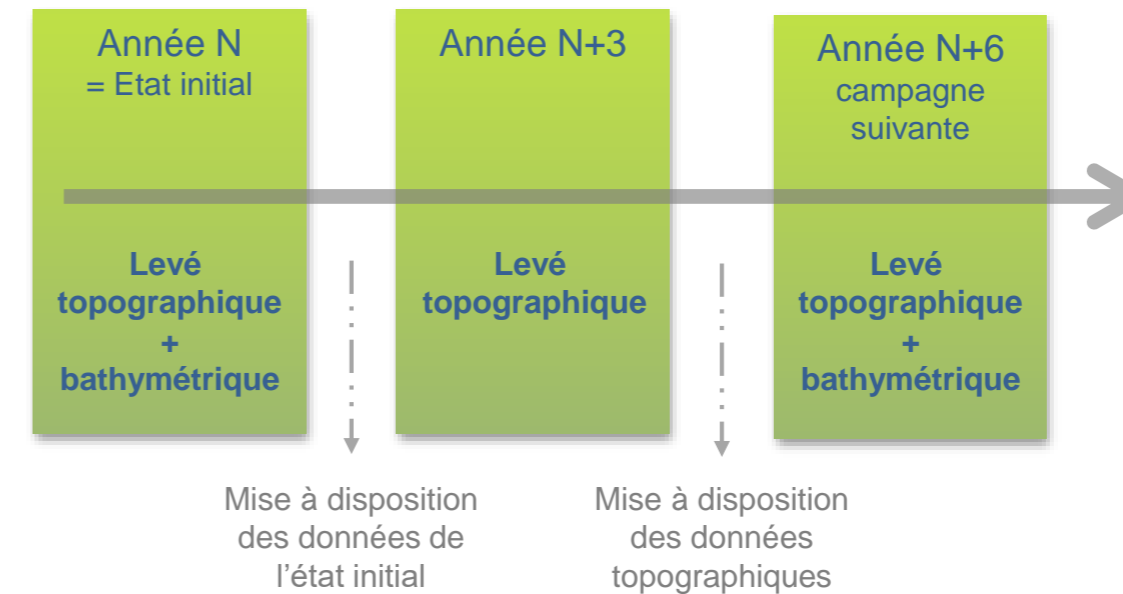 Année N
= Etat initial
Levé
topographique
+
bathymétrique
Année N+3
Levé
topographique
Année N+6
campagne
suivante
Levé
topographique
+
bathymétrique
Mise à disposition
des données de
l'état initial
Mise à disposition
des données
topographiques